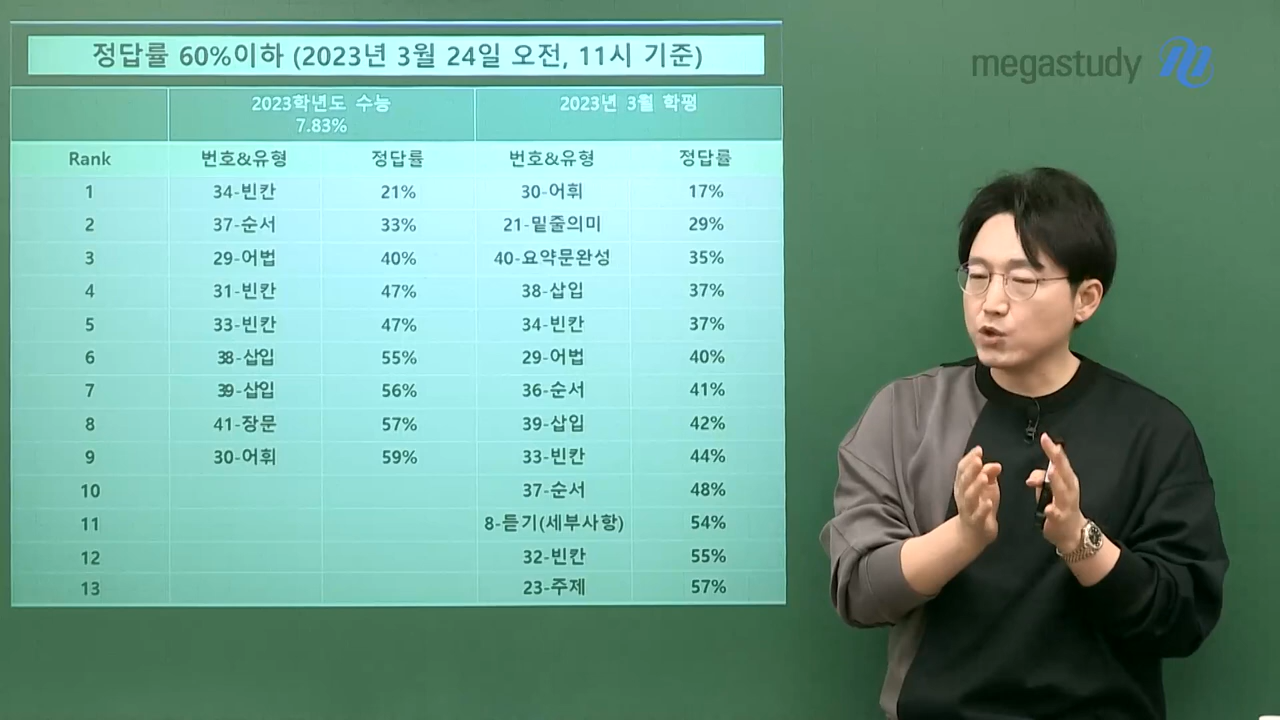 정답률 60%이하 (2023년 3월 24일 오전, 11시 기준)
megastudy
2023학년도 수능
7.83%
2023년 3월 학평
Rank 번호&유형 정답률 번호&유형 정답률
1 34-빈칸 21% 30-어휘 17%
2 37-순서 33% 21-밑줄의미 29%
3 29-어법 40% 40-요약문완성 35%
4 31-빈칸 47% 38-삽입 37%
5 33-빈칸 47% 34-빈칸 37%
6 38-삽입 55% 29-어법 40%
7 39-삽입 56% 36-순서 41%
8 41-장문 57% 39-삽입 42%
9 30-어휘 59% 33-빈칸 44%
10 37-순서 48%
11 8-듣기(세부사항) 54%
12 32-빈칸 55%
13 23-주제 57%